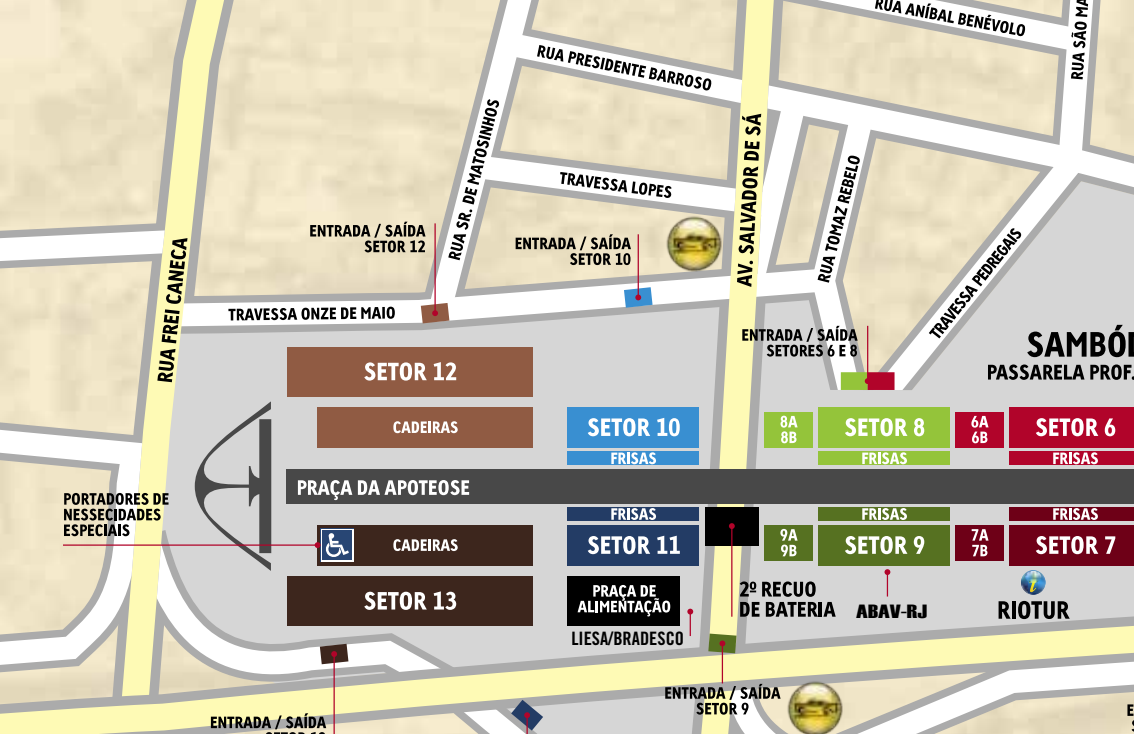 RUA ANÍBAL BENÉVOLO
RUA PRESIDENTE BARROSO
RUA SR. DE MATOSINHOS
TRAVESSA LOPES
AV. SALVADOR DE SÁ
RUA TOMAZ REBELO
TRAVESSA PEDREGAIS
RUA SÃO
RUA FREI CANECA
ENTRADA / SAÍDA
SETOR 12
ENTRADA / SAÍDA
SETOR 10
TRAVESSA ONZE DE MAIO
ENTRADA / SAÍDA
SETORES 6 E 8
PASSARELA PROF.
SETOR 12
CADEIRAS
SETOR 10
FRISAS
8A
8B
SETOR 8
FRISAS
6A
6B
SETOR 6
FRISAS
PRAÇA DA APOTEOSE
PORTADORES DE
NESSECIDADES
ESPECIAIS
CADEIRAS
SETOR 13
FRISAS
SETOR 11
PRAÇA DE
ALIMENTAÇÃO
LIESA/BRADESCO
2º RECUO
DE BATERIA
9A
9B
FRISAS
SETOR 9
ABAV-RJ
7A
7B
FRISAS
SETOR 7
i
RIOTUR
ENTRADA / SAÍDA
SETOR 9
ENTRADA / SAÍDA